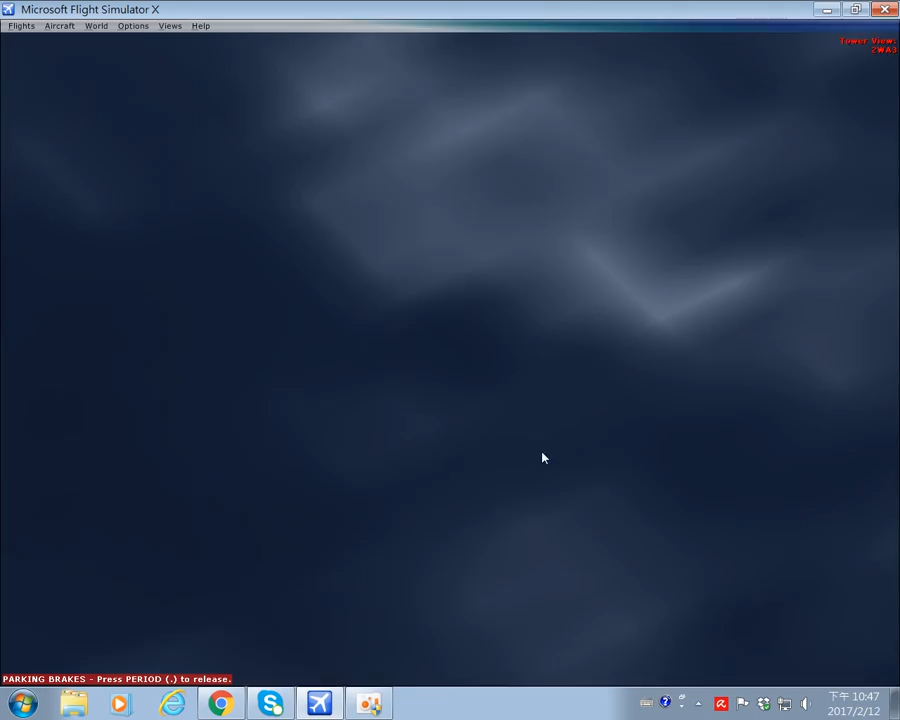 Microsoft Flight Simulator X
Flights Aircraft World Options Views Help
Tower View:
2WA3
PARKING BRAKES - Press PERIOD (.) to release.
下午 10:47
2017/2/12